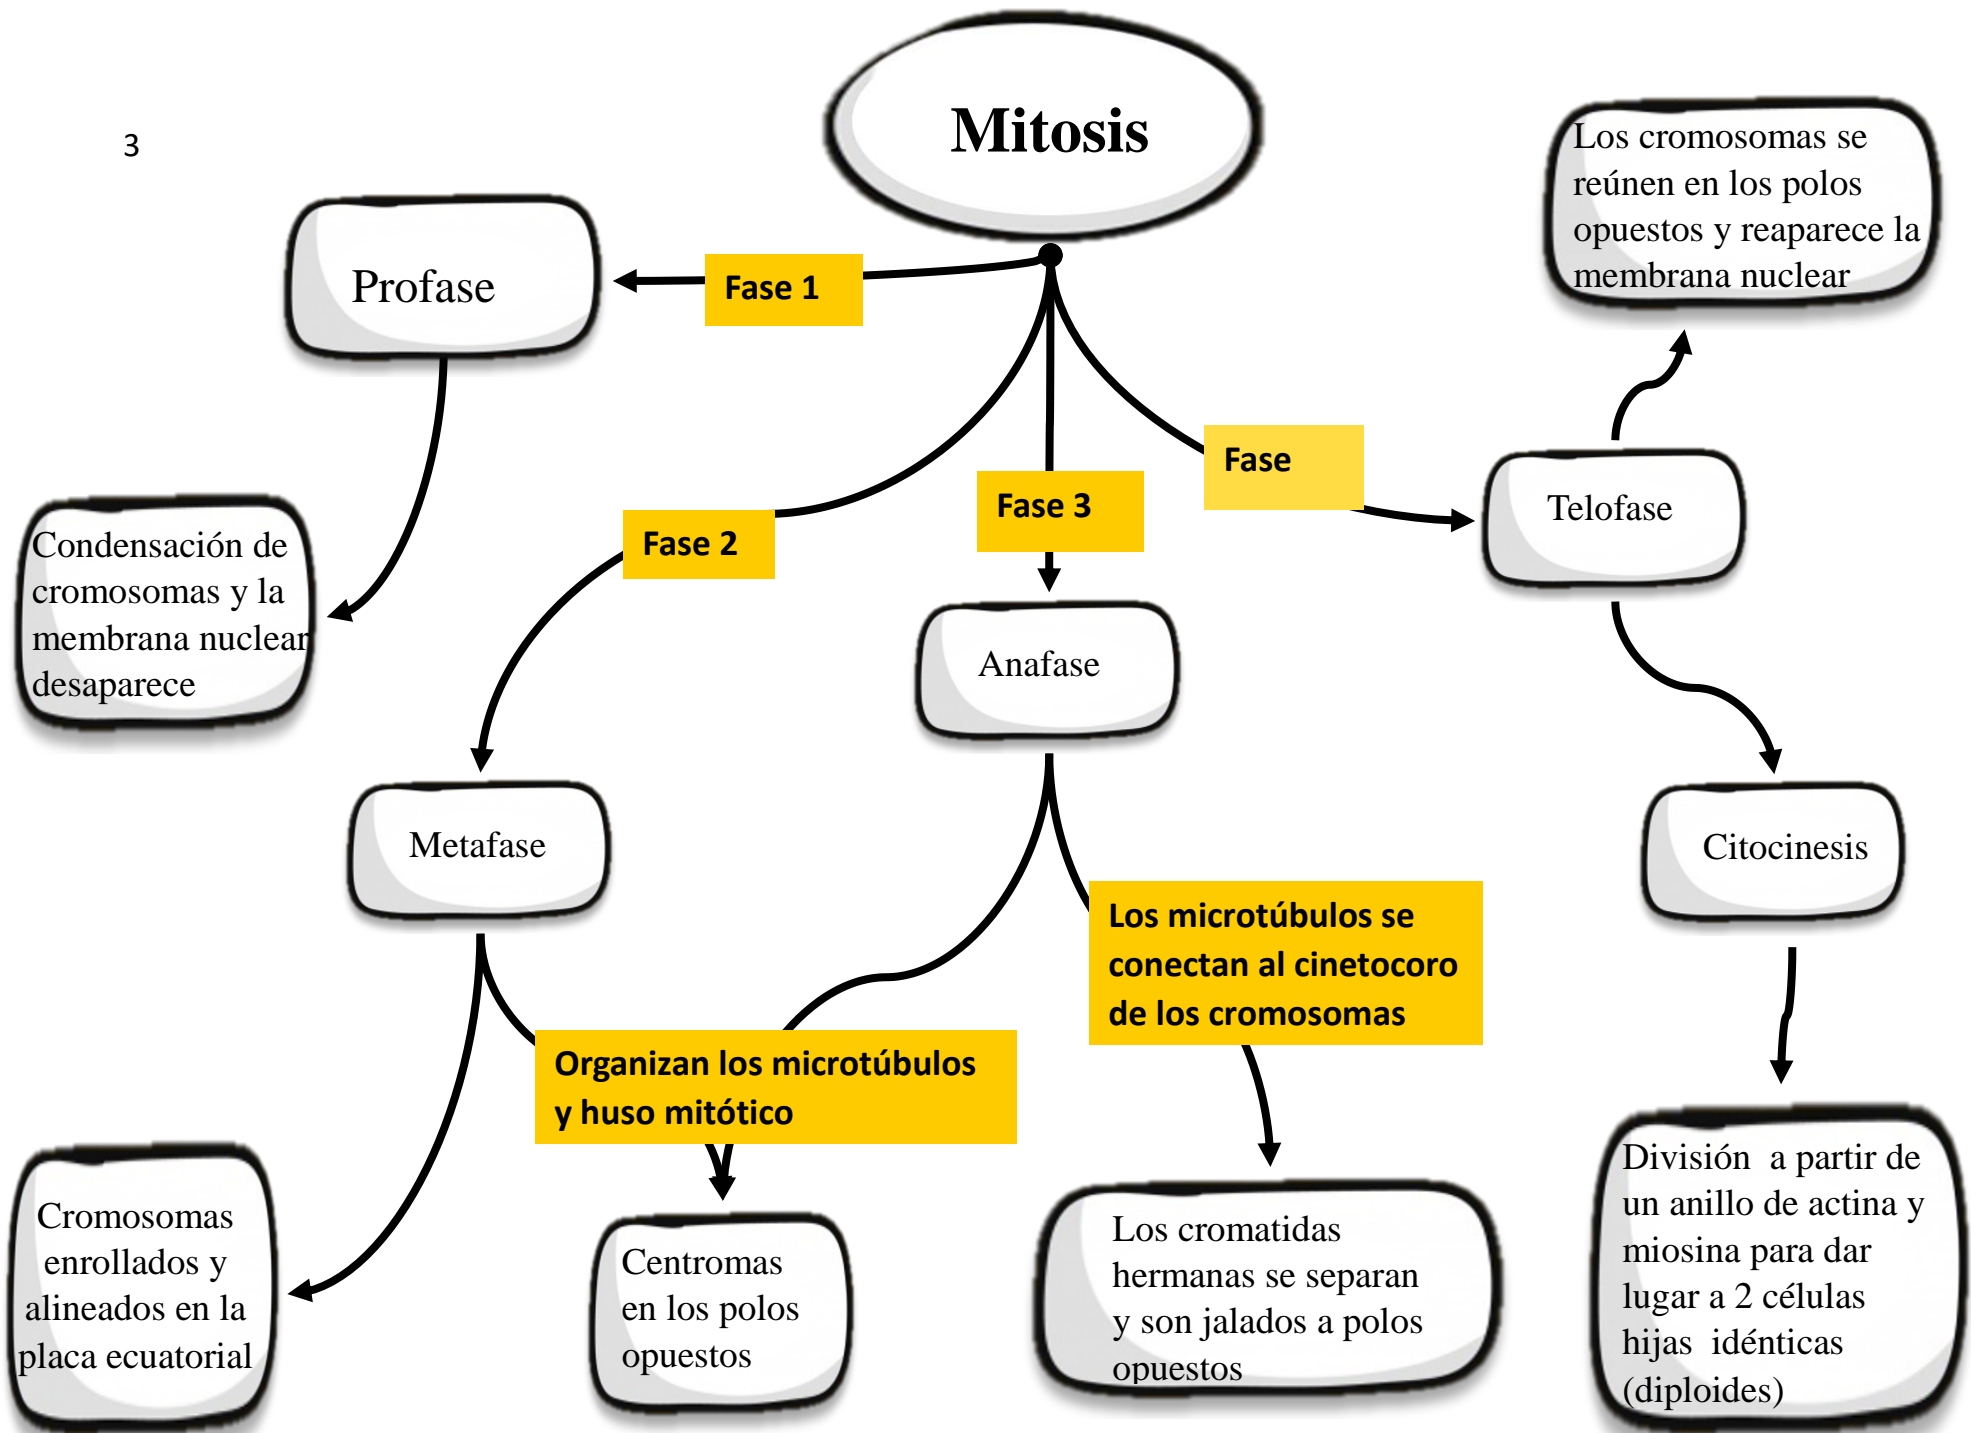 Mitosis
3
Los cromosomas se
reúnen en los polos
opuestos y reaparece la
membrana nuclear
Profase
Fase 1
Fase
Fase 3
Fase 2
Telofase
Condensación de
cromosomas y la
membrana nuclear
desaparece
Anafase
Metafase
Citocinesis
Los microtúbulos se
conectan al cinetocoro
de los cromosomas
Organizan los microtúbulos
y huso mitótico
Cromosomas
enrollados y
alineados en la
placa ecuatorial
Centromas
en los polos
opuestos
Los cromatidas
hermanas se separan
y son jalados a polos
opuestos
División  a partir de
un anillo de actina y
miosina para dar
lugar a 2 células
hijas  idénticas
(diploides)